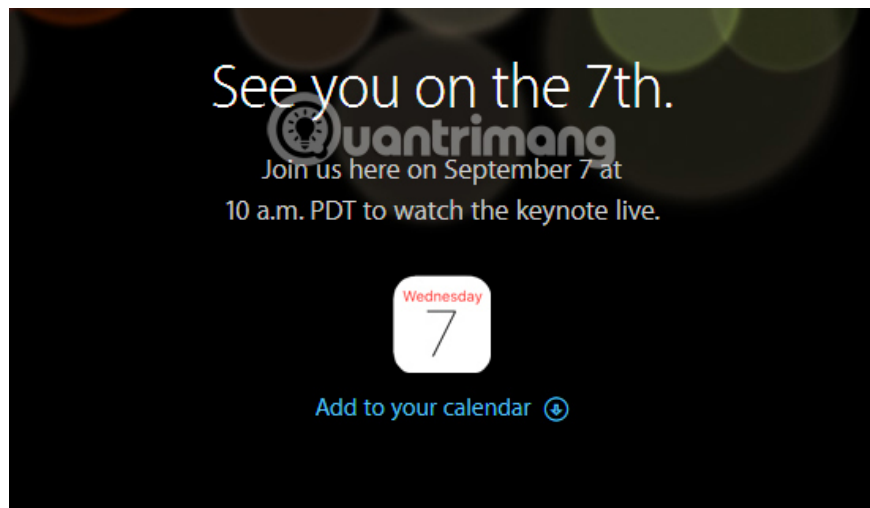 See you on the 7th.
Quantrimang
Join us here on September 7 at
10 a.m. PDT to watch the keynote live.
Wednesday
7
Add to your calendar